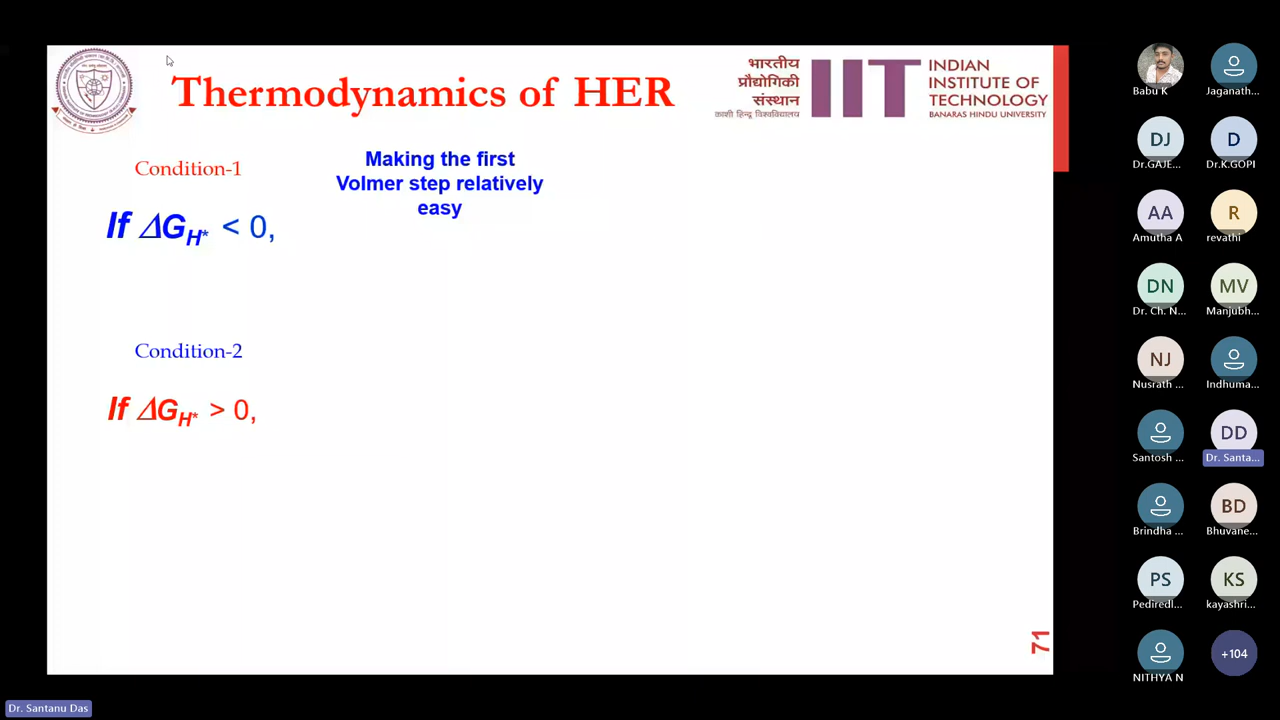 Thermodynamics of HER
भारतीय
प्रौद्योगिकी
संस्थान
काशी हिन्दू विश्वविद्यालय
IIT
INDIAN
INSTITUTE OF
TECHNOLOGY
BANARAS HINDU UNIVERSITY
Condition-1
Making the first
Volmer step relatively
easy
If ΔG_H* < 0,
Condition-2
If ΔG_H* > 0,
71
Babu K
Jaganath...
DJ
Dr.GAJE...
D
Dr.K.GOPI
AA
Amutha A
R
revathi
DN
Dr. Ch. N...
MV
Manjubh...
NJ
Nusrath ...
Indhuma...
Santosh ...
DD
Dr. Santa...
Brindha ...
BD
Bhuvane...
PS
Pediredl...
KS
kayashri...
NITHYA N
+104
Dr. Santanu Das